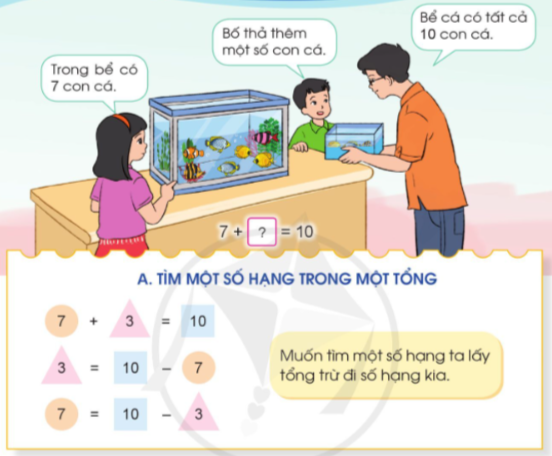 Bể cá có tất cả
10 con cá.
Bố thả thêm
một số con cá.
Trong bể có
7 con cá.
7 + ? = 10
A. TÌM MỘT SỐ HẠNG TRONG MỘT TỔNG
7 + 3 = 10
3 = 10 - 7
7 = 10 - 3
Muốn tìm một số hạng ta lấy
tổng trừ đi số hạng kia.